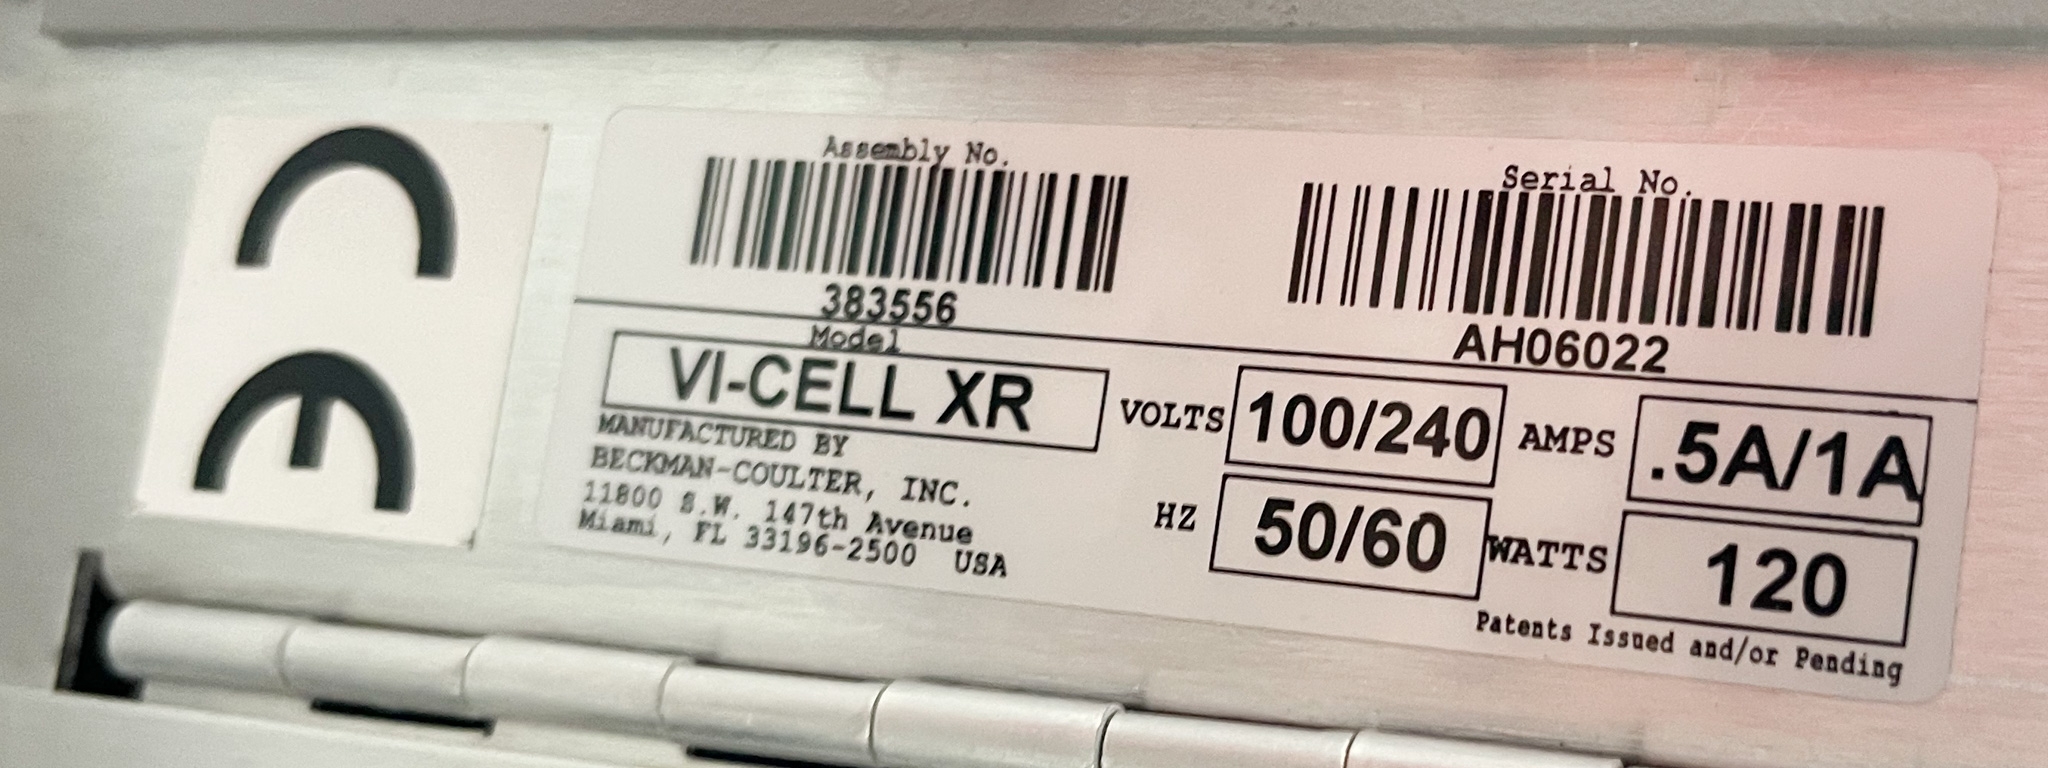 CE
Assembly No.
383556
Serial No.
AH06022
Model
VI-CELL XR
MANUFACTURED BY
BECKMAN-COULTER, INC.
11800 S.W. 147th Avenue
Miami, FL 33196-2500 USA
VOLTS 100/240 AMPS .5A/1A
HZ 50/60 WATTS 120
Patents Issued and/or Pending